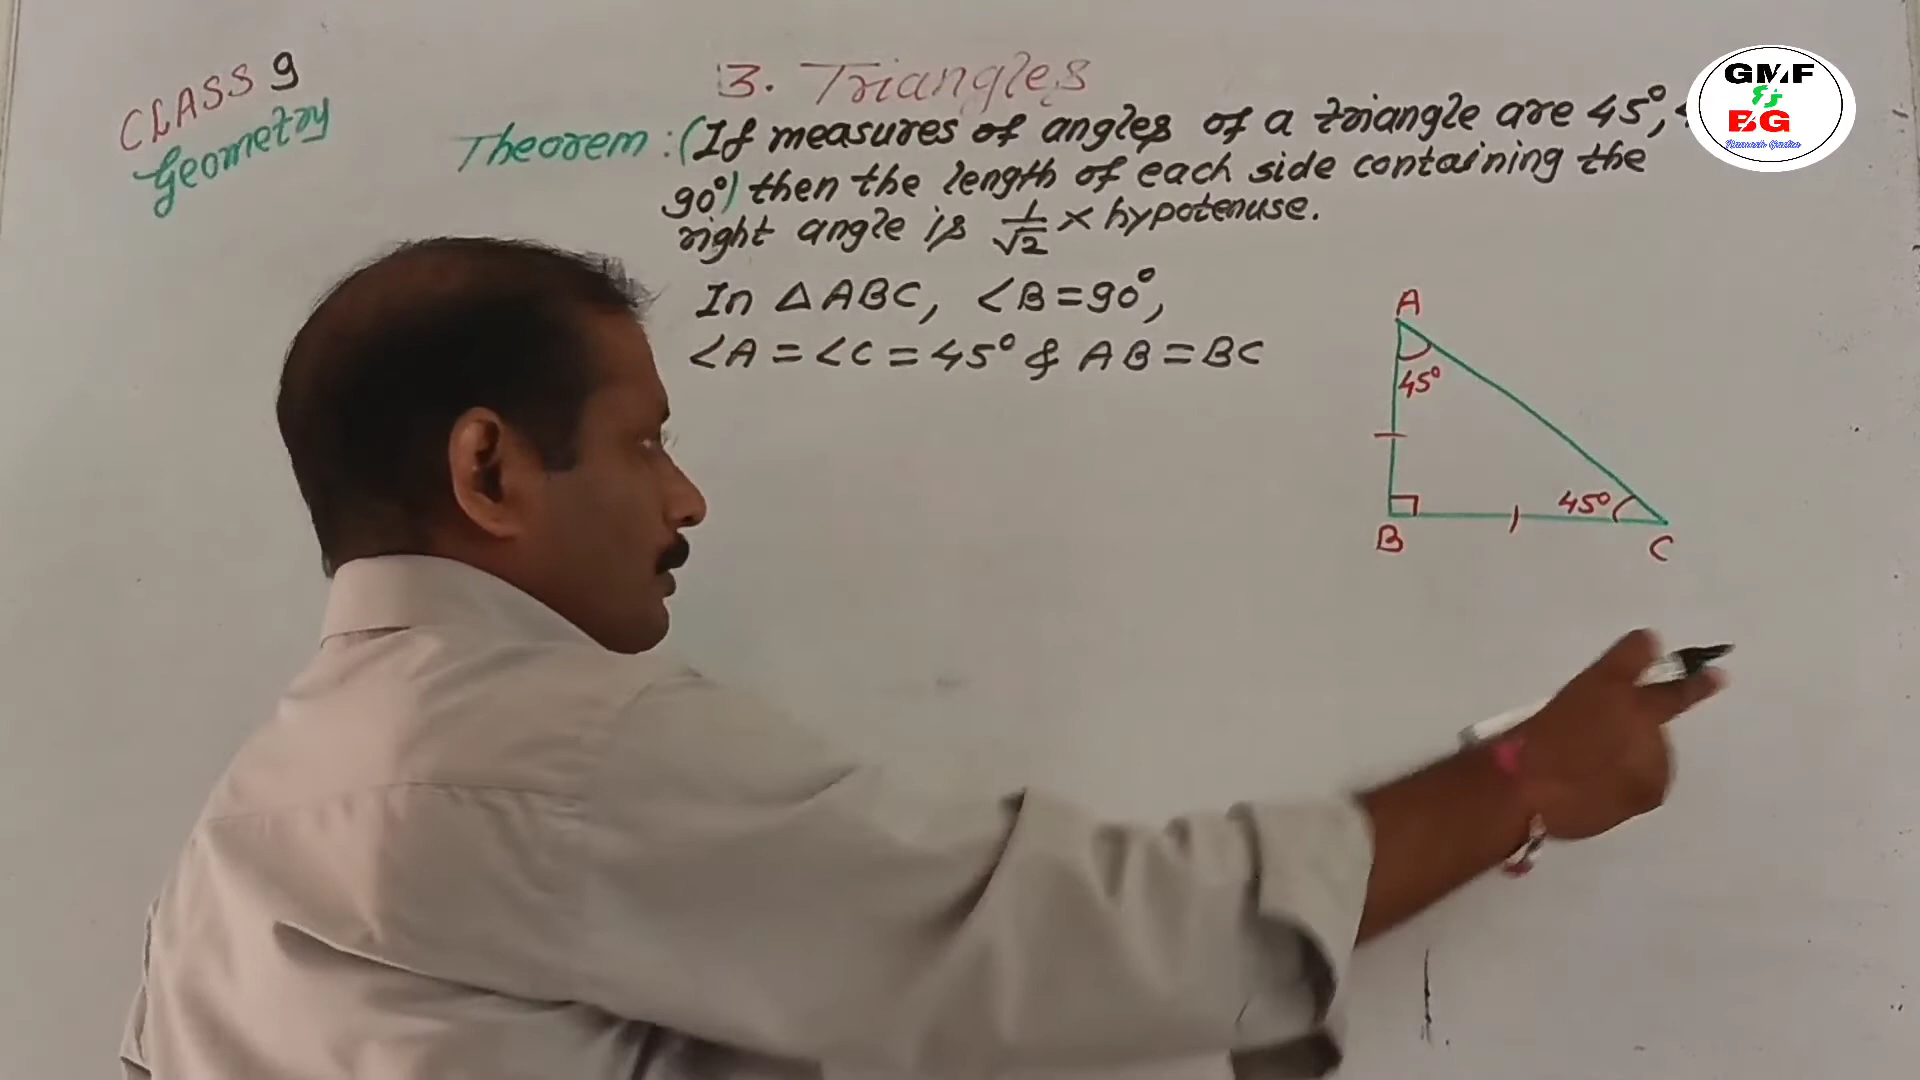 CLASS 9
Geometry
3. Triangles
Theorem: (If measures of angles of a triangle are 45°,
90°) then the length of each side containing the
right angle is 1/√2 × hypotenuse.
In △ABC, ∠B=90°,
∠A=∠C=45° & AB=BC
A
45°
45°
B
C
GMF
BG